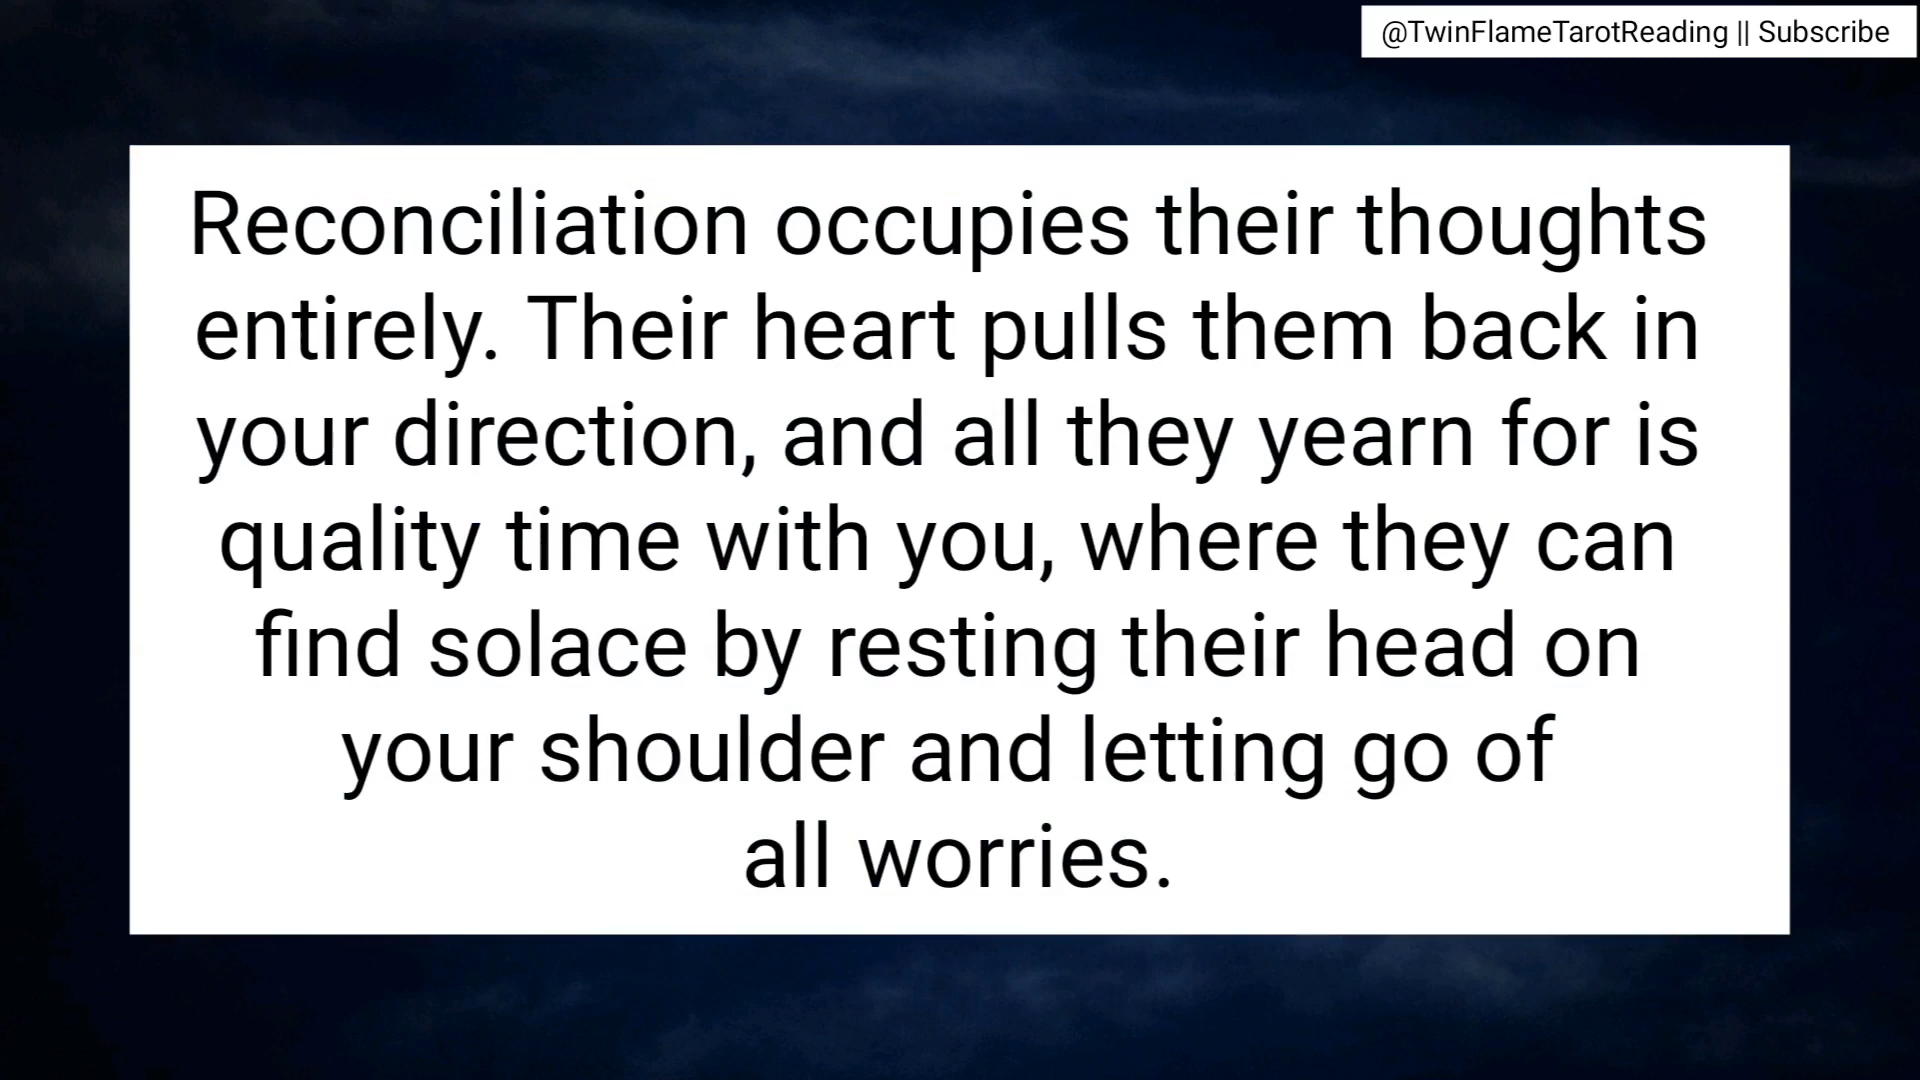 @TwinFlameTarotReading || Subscribe
Reconciliation occupies their thoughts
entirely. Their heart pulls them back in
your direction, and all they yearn for is
quality time with you, where they can
find solace by resting their head on
your shoulder and letting go of
all worries.